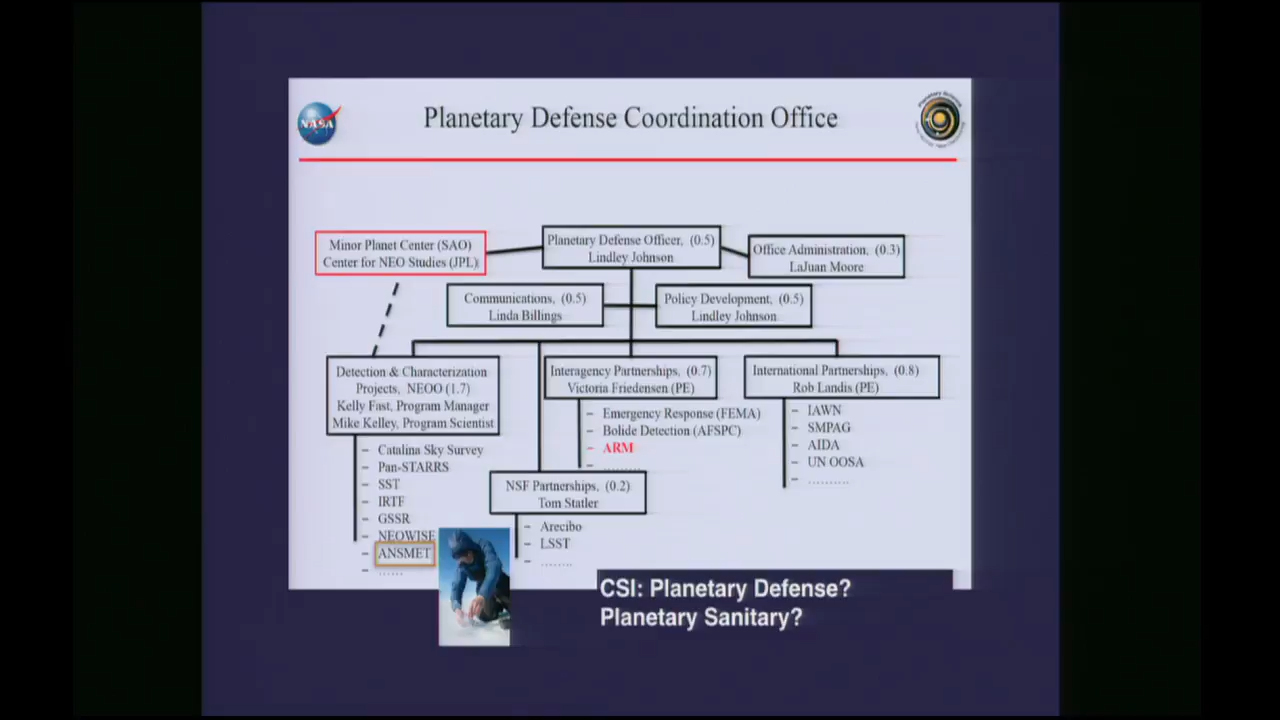 NASA
Planetary Defense Coordination Office
Minor Planet Center (SAO)
Center for NEO Studies (JPL)
Planetary Defense Officer, (0.5)
Lindley Johnson
Office Administration, (0.3)
LaJuan Moore
Communications, (0.5)
Linda Billings
Policy Development, (0.5)
Lindley Johnson
Detection & Characterization
Projects, NEOO (1.7)
Kelly Fast, Program Manager
Mike Kelley, Program Scientist
- Catalina Sky Survey
- Pan-STARRS
- SST
- IRTF
- GSSR
- NEOWISE
- ANSMET
- ......
Interagency Partnerships, (0.7)
Victoria Friedensen (PE)
- Emergency Response (FEMA)
- Bolide Detection (AFSPC)
- ARM
- .........
NSF Partnerships, (0.2)
Tom Statler
- Arecibo
- LSST
- ........
International Partnerships, (0.8)
Rob Landis (PE)
- IAWN
- SMPAG
- AIDA
- UN OOSA
- ..........
CSI: Planetary Defense?
Planetary Sanitary?